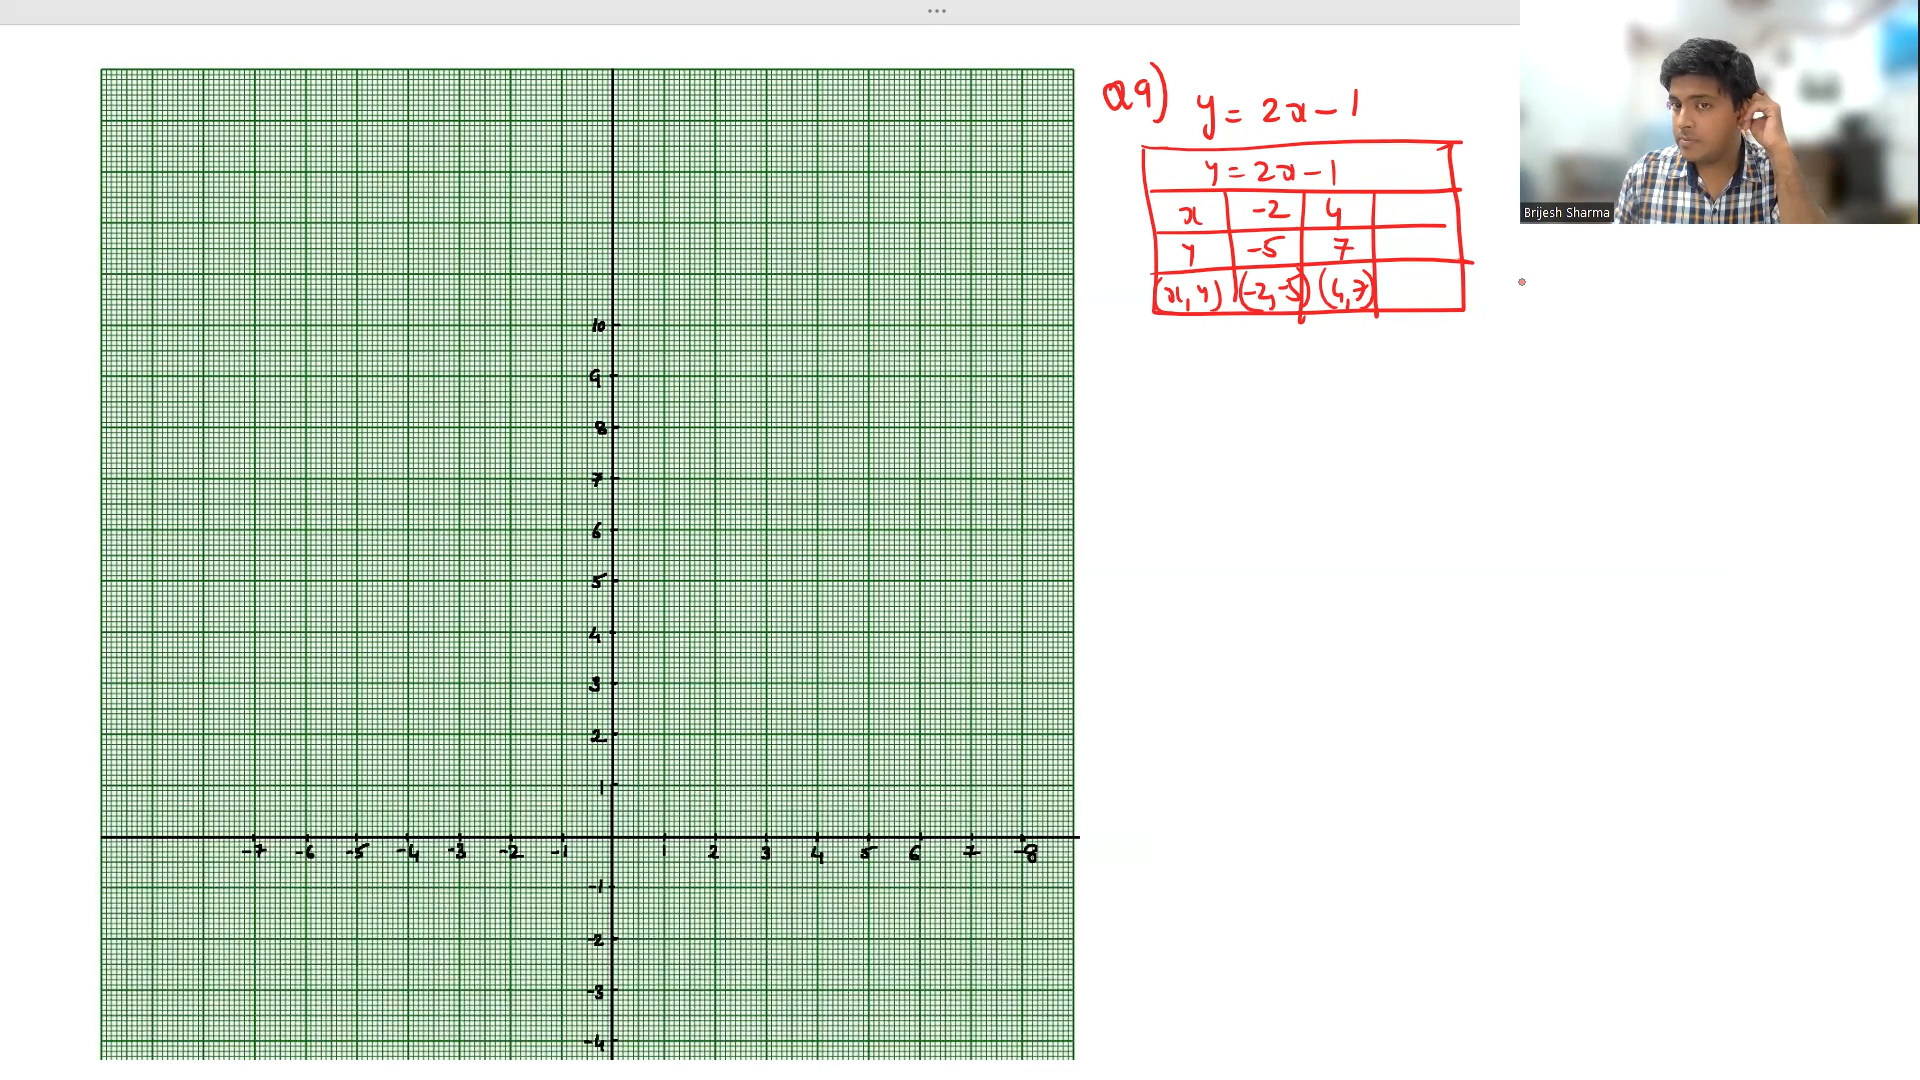 Q9) y = 2x - 1
y = 2x - 1
x -2 4
y -5 7
(x, y) (-2, -5) (4, 7)
Brijesh Sharma
10
9
8
7
6
5
4
3
2
1
-7 -6 -5 -4 -3 -2 -1 1 2 3 4 5 6 7 -8
-1
-2
-3
-4